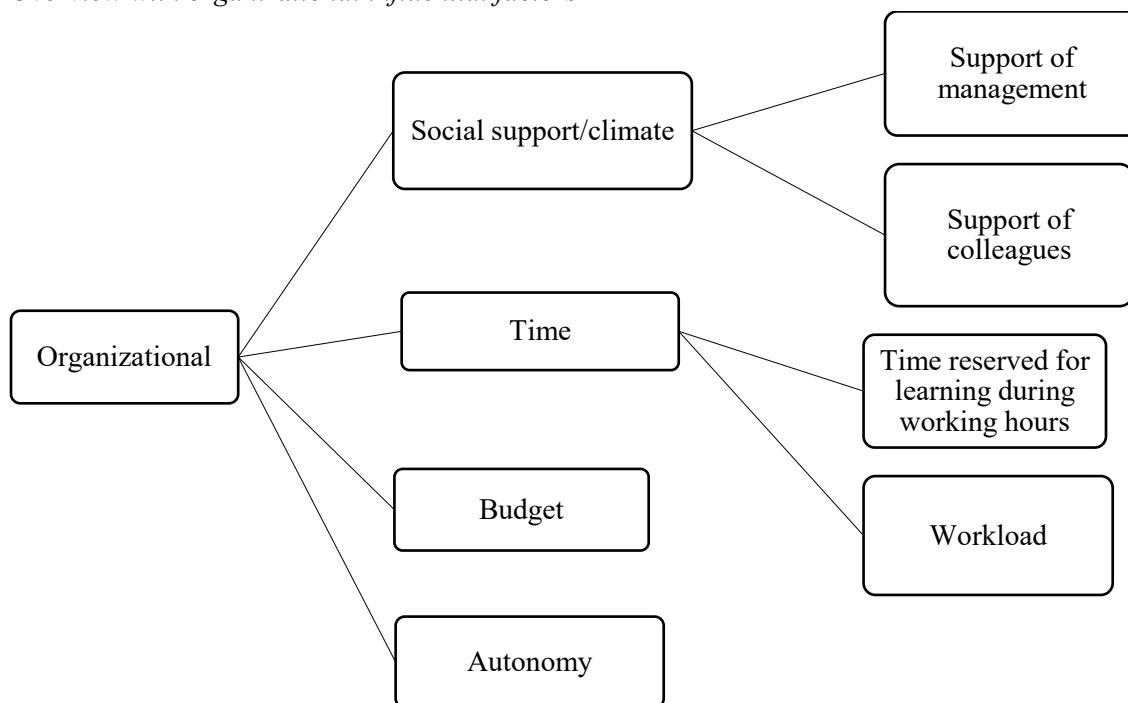 Support of
management
Social support/climate
Support of
colleagues
Organizational
Time
Time reserved for
learning during
working hours
Budget
Workload
Autonomy